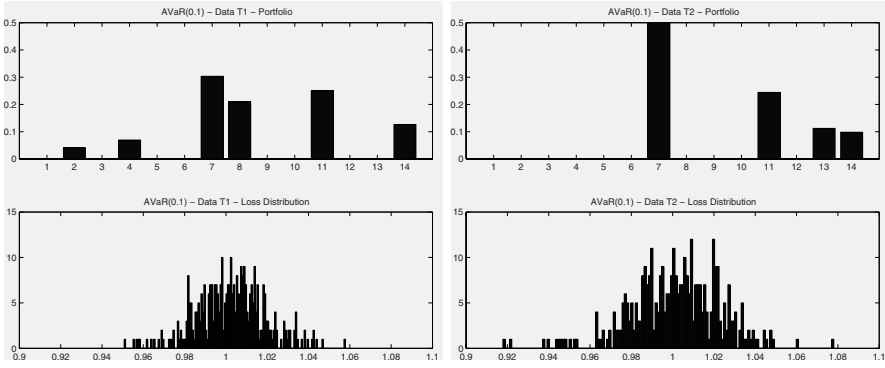 AVaR(0.1) – Data T1 – Portfolio
0.5
0.4
0.3
0.2
0.1
0
1 2 3 4 5 6 7 8 9 10 11 12 13 14
AVaR(0.1) – Data T2 – Portfolio
0.5
0.4
0.3
0.2
0.1
0
1 2 3 4 5 6 7 8 9 10 11 12 13 14
AVaR(0.1) – Data T1 – Loss Distribution
15
10
5
0
0.9 0.92 0.94 0.96 0.98 1 1.02 1.04 1.06 1.08 1.1
AVaR(0.1) – Data T2 – Loss Distribution
15
10
5
0
0.9 0.92 0.94 0.96 0.98 1 1.02 1.04 1.06 1.08 1.1